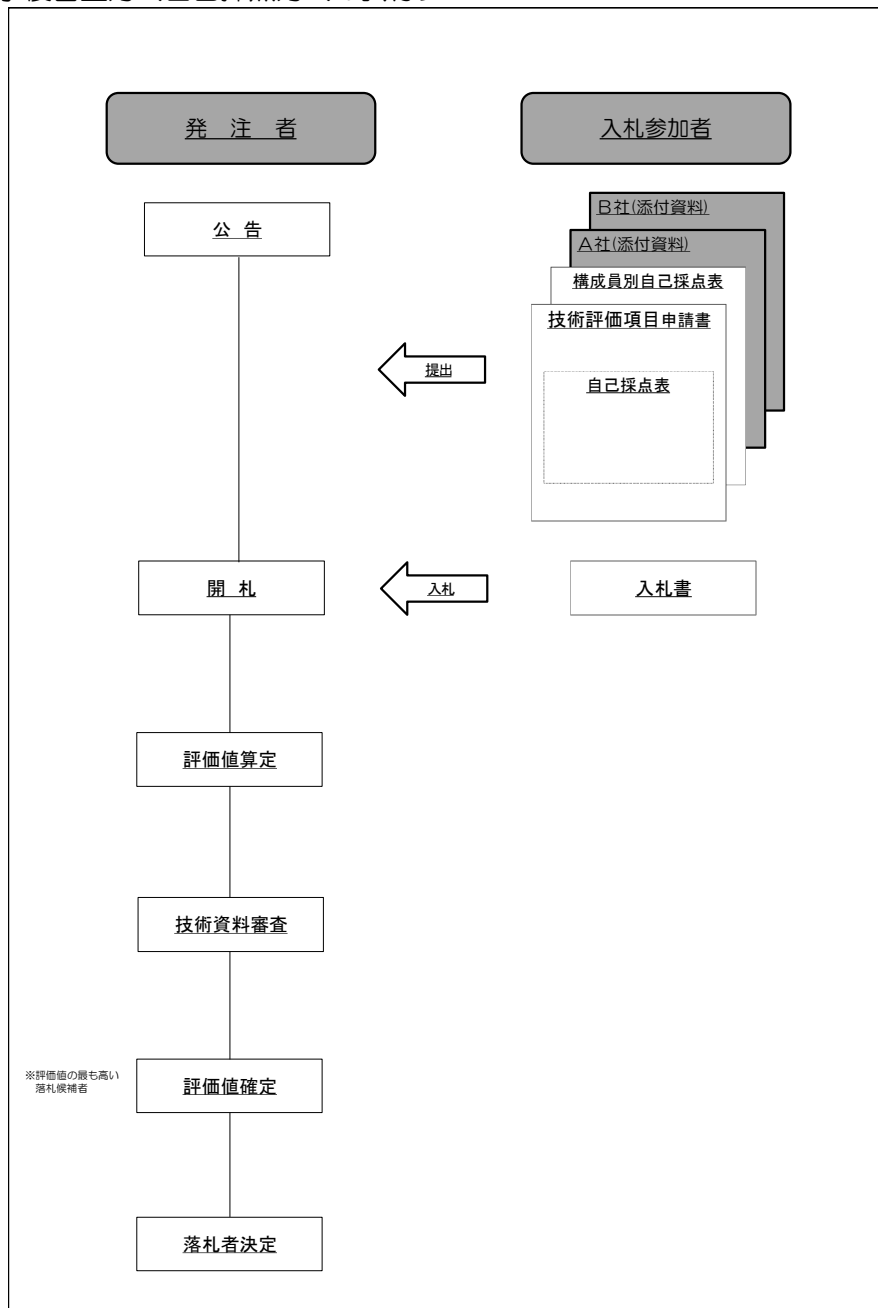 発 注 者
入札参加者
公 告
B社(添付資料)
A社(添付資料)
構成員別自己採点表
技術評価項目申請書
自己採点表
提出
開 札
入札
入札書
評価値算定
技術資料審査
※評価値の最も高い
落札候補者
評価値確定
落札者決定